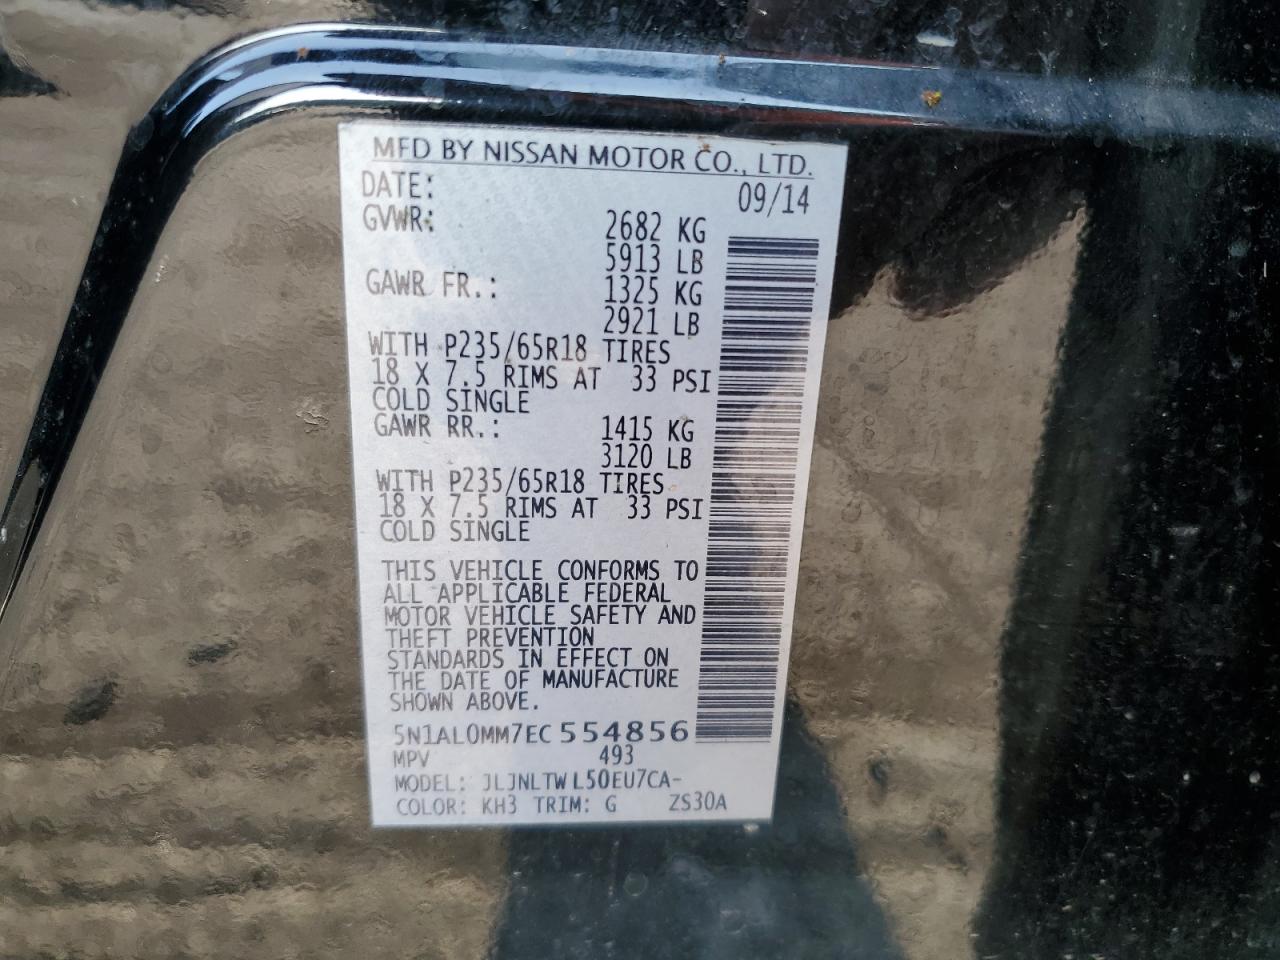 MFD BY NISSAN MOTOR CO., LTD.
DATE: 09/14
GVWR: 2682 KG
5913 LB
GAWR FR.: 1325 KG
2921 LB
WITH P235/65R18 TIRES
18 X 7.5 RIMS AT 33 PSI
COLD SINGLE
GAWR RR.: 1415 KG
3120 LB
WITH P235/65R18 TIRES
18 X 7.5 RIMS AT 33 PSI
COLD SINGLE
THIS VEHICLE CONFORMS TO
ALL APPLICABLE FEDERAL
MOTOR VEHICLE SAFETY AND
THEFT PREVENTION
STANDARDS IN EFFECT ON
THE DATE OF MANUFACTURE
SHOWN ABOVE.
5N1AL0MM7EC554856
MPV 493
MODEL: JLJNLTWL50EU7CA-
COLOR: KH3 TRIM: G ZS30A